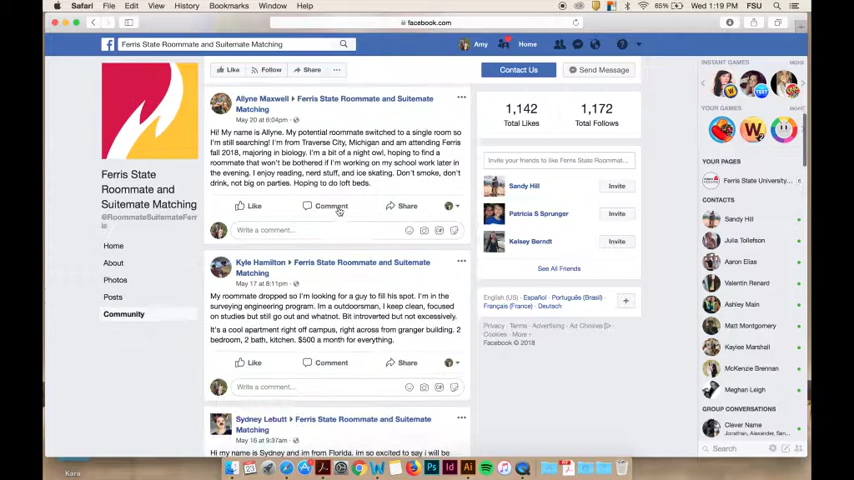 Safari File Edit View History Bookmarks Window Help
65% Wed 1:19 PM FSU
facebook.com
Ferris State Roommate and Suitemate Matching
Amy Home
Like Follow Share
Contact Us Send Message
Allyne Maxwell ▸ Ferris State Roommate and Suitemate
Matching
May 20 at 6:04pm
Hi! My name is Allyne. My potential roommate switched to a single room so
I'm still searching! I'm from Traverse City, Michigan and am attending Ferris
fall 2018, majoring in biology. I'm a bit of a night owl, hoping to find a
roommate that won't be bothered if I'm working on my school work later in
the evening. I enjoy reading, nerd stuff, and ice skating. Don't smoke, don't
drink, not big on parties. Hoping to do loft beds.
Like Comment Share
Write a comment...
Kyle Hamilton ▸ Ferris State Roommate and Suitemate
Matching
May 17 at 8:11pm
My roommate dropped so I'm looking for a guy to fill his spot. I'm in the
surveying engineering program. Im a outdoorsman, I keep clean, focused
on studies but still go out and whatnot. Bit introverted but not excessively.
It's a cool apartment right off campus, right across from granger building. 2
bedroom, 2 bath, kitchen. $500 a month for everything.
Like Comment Share
Write a comment...
Sydney Lebutt ▸ Ferris State Roommate and Suitemate
Matching
May 16 at 9:37am
Hi my name is Sydney and im from Florida. im so excited to say i will be
Ferris State
Roommate and
Suitemate Matching
@RoommateSuitemateFerr
is
Home
About
Photos
Posts
Community
1,142 1,172
Total Likes Total Follows
Invite your friends to like Ferris State Roommat...
Sandy Hill Invite
Patricia S Sprunger Invite
Kelsey Berndt Invite
See All Friends
English (US) · Español · Português (Brasil) ·
Français (France) · Deutsch
Privacy · Terms · Advertising · Ad Choices
Cookies · More
Facebook © 2018
INSTANT GAMES MORE
YOUR GAMES MORE
YOUR PAGES
Ferris State University...
CONTACTS
Sandy Hill
Julia Tollefson
Aaron Elias
Valentin Renard
Ashley Main
Matt Montgomery
Kaylee Marshall
McKenzie Brennan
Meghan Leigh
GROUP CONVERSATIONS
Clever Name
Search
Kara